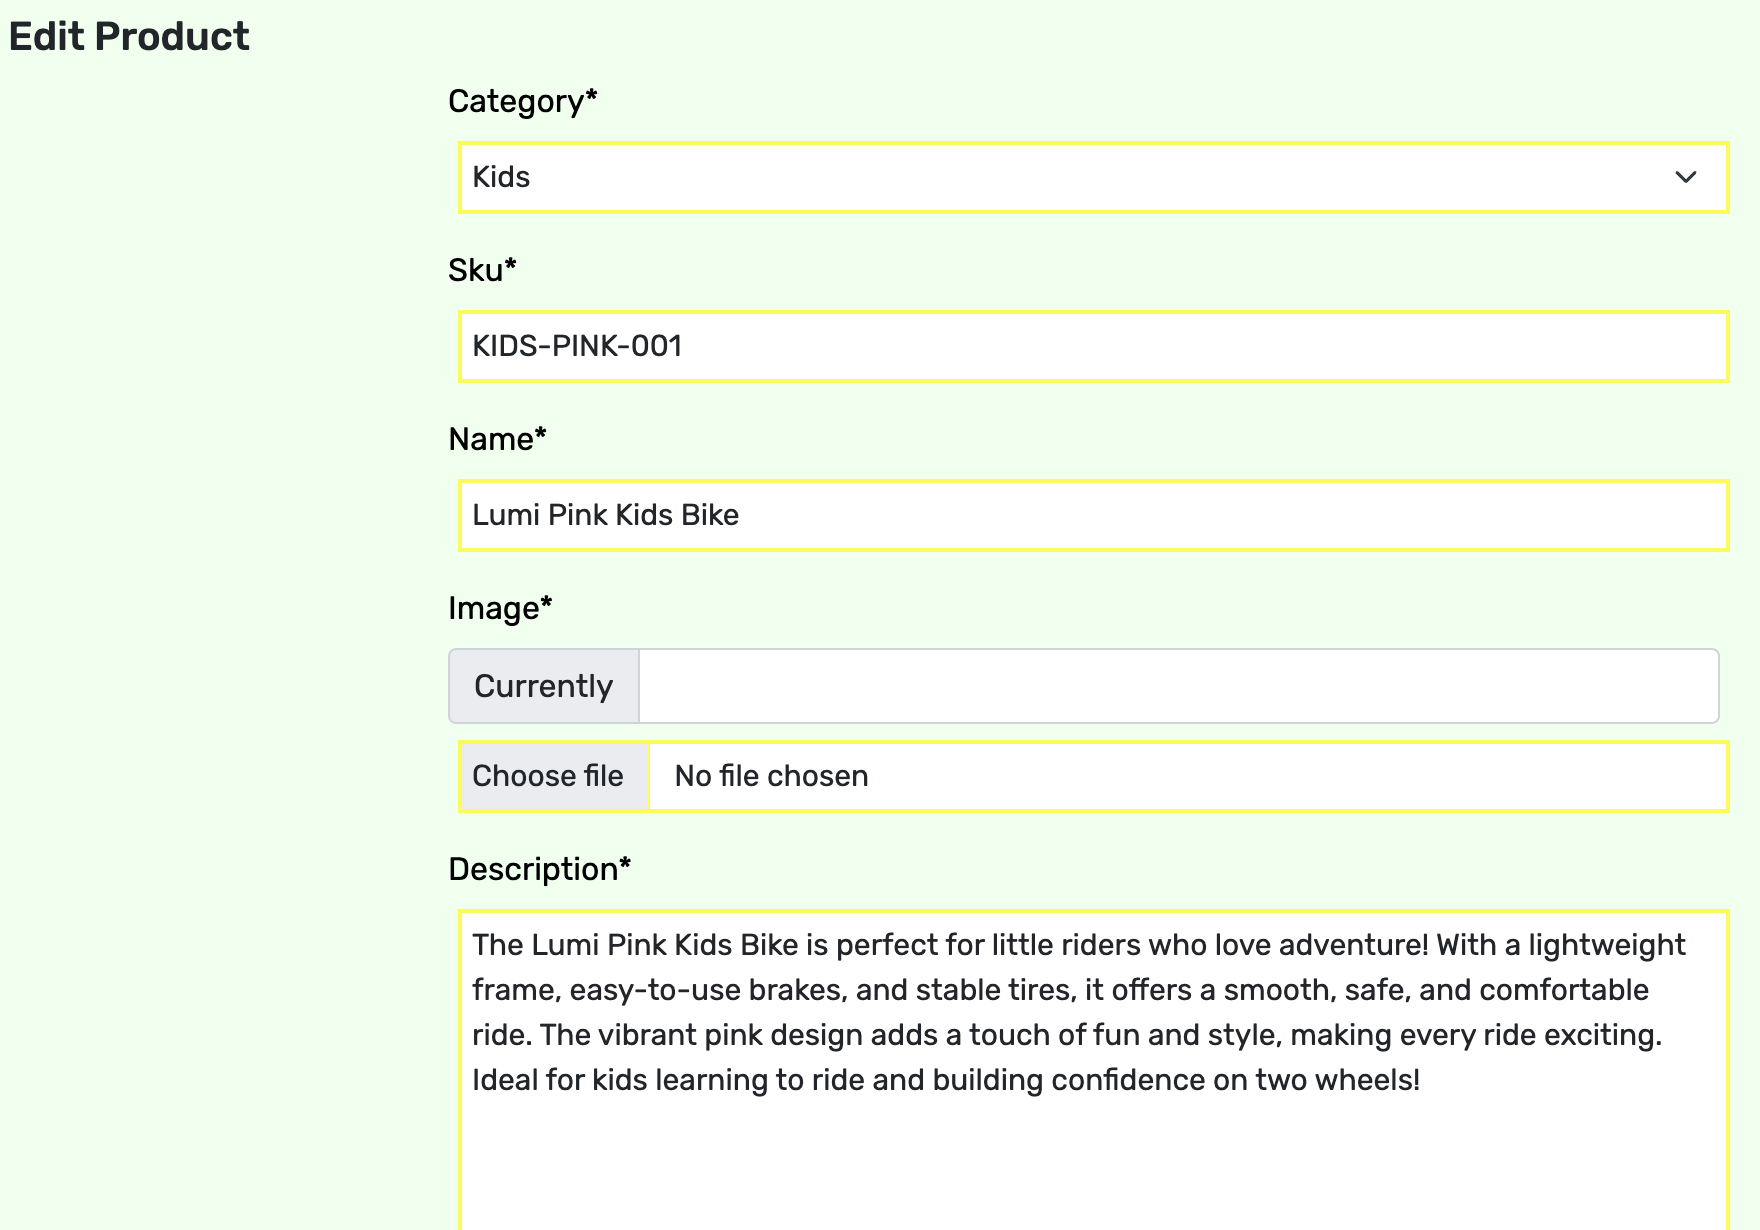 Edit Product
Category*
Kids
Sku*
KIDS-PINK-001
Name*
Lumi Pink Kids Bike
Image*
Currently
Choose file No file chosen
Description*
The Lumi Pink Kids Bike is perfect for little riders who love adventure! With a lightweight
frame, easy-to-use brakes, and stable tires, it offers a smooth, safe, and comfortable
ride. The vibrant pink design adds a touch of fun and style, making every ride exciting.
Ideal for kids learning to ride and building confidence on two wheels!